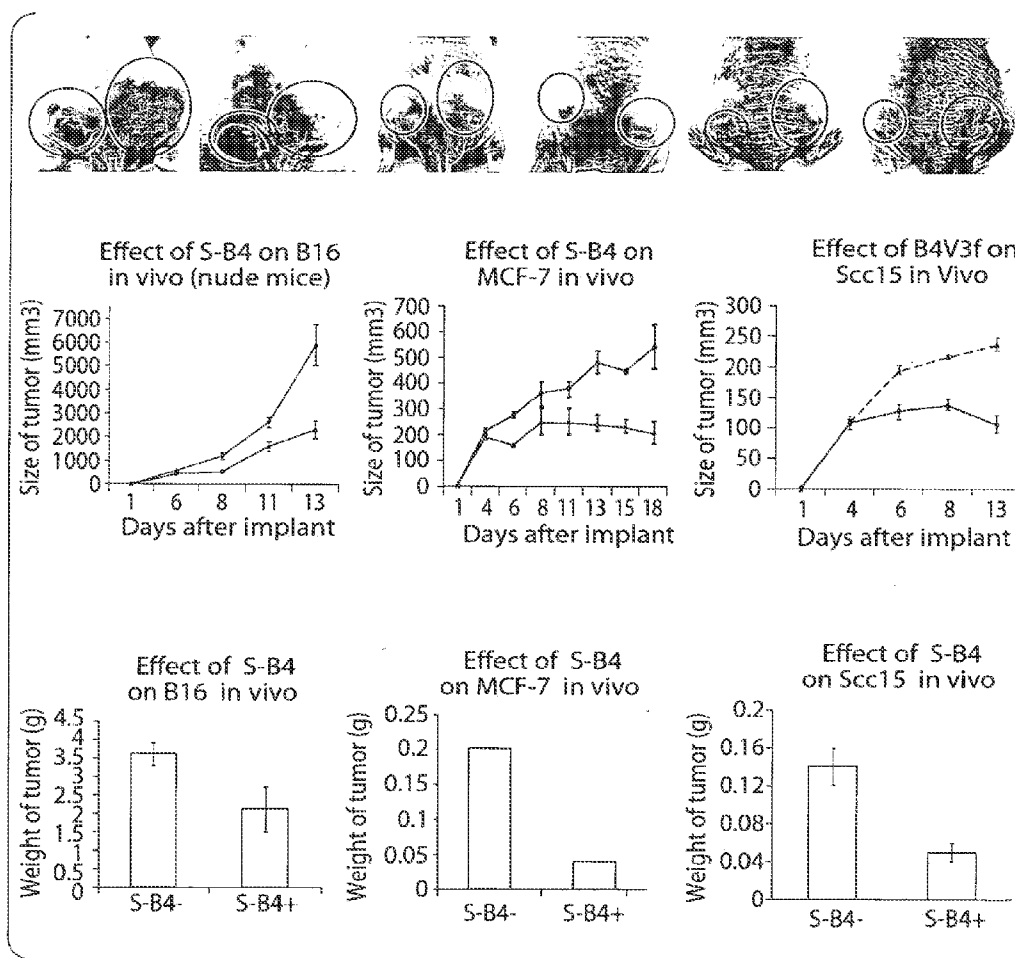 Effect of S-B4 on B16
in vivo (nude mice)
Size of tumor (mm3)
7000
6000
5000
4000
3000
2000
1000
0
1 6 8 11 13
Days after implant
Effect of S-B4 on
MCF-7 in vivo
Size of tumor (mm3)
700
600
500
400
300
200
100
0
1 4 6 8 11 13 15 18
Days after implant
Effect of B4V3f on
Scc15 in Vivo
Size of tumor (mm3)
300
250
200
150
100
50
0
1 4 6 8 13
Days after implant
Effect of S-B4
on B16 in vivo
Weight of tumor (g)
4.5
4
3.5
3
2.5
2
1.5
1
0.5
0
S-B4- S-B4+
Effect of S-B4
on MCF-7 in vivo
Weight of tumor (g)
0.25
0.2
0.15
0.1
0.05
0
S-B4- S-B4+
Effect of S-B4
on Scc15 in vivo
Weight of tumor (g)
0.2
0.16
0.12
0.08
0.04
0
S-B4- S-B4+